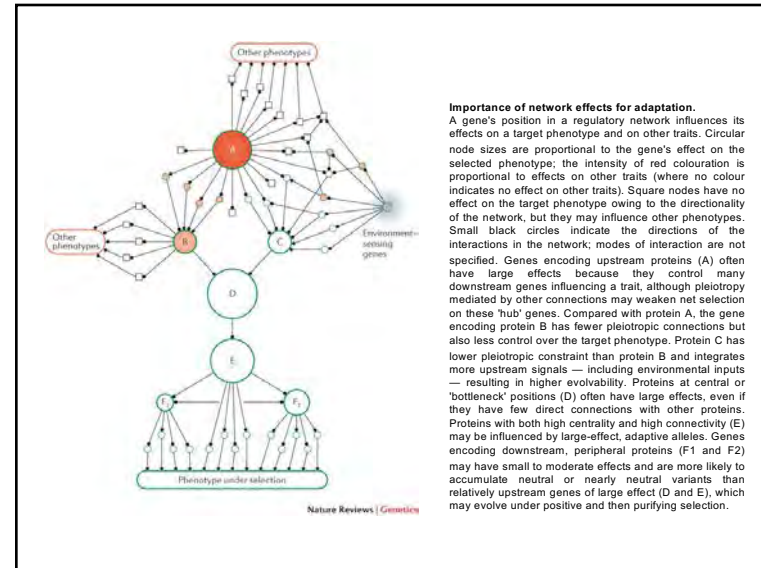 Other phenotypes
A
Other
phenotypes
B
C
Environment–
sensing
genes
D
E
F1
F2
Phenotype under selection
Nature Reviews | Genetics
Importance of network effects for adaptation.
A gene's position in a regulatory network influences its
effects on a target phenotype and on other traits. Circular
node sizes are proportional to the gene's effect on the
selected phenotype; the intensity of red colouration is
proportional to effects on other traits (where no colour
indicates no effect on other traits). Square nodes have no
effect on the target phenotype owing to the directionality
of the network, but they may influence other phenotypes.
Small black circles indicate the directions of the
interactions in the network; modes of interaction are not
specified. Genes encoding upstream proteins (A) often
have large effects because they control many
downstream genes influencing a trait, although pleiotropy
mediated by other connections may weaken net selection
on these 'hub' genes. Compared with protein A, the gene
encoding protein B has fewer pleiotropic connections but
also less control over the target phenotype. Protein C has
lower pleiotropic constraint than protein B and integrates
more upstream signals — including environmental inputs
— resulting in higher evolvability. Proteins at central or
'bottleneck' positions (D) often have large effects, even if
they have few direct connections with other proteins.
Proteins with both high centrality and high connectivity (E)
may be influenced by large-effect, adaptive alleles. Genes
encoding downstream, peripheral proteins (F1 and F2)
may have small to moderate effects and are more likely to
accumulate neutral or nearly neutral variants than
relatively upstream genes of large effect (D and E), which
may evolve under positive and then purifying selection.